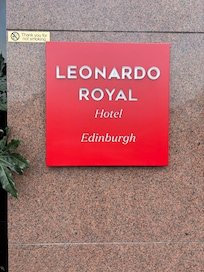 Thank you for
not smoking
LEONARDO
ROYAL
Hotel
Edinburgh